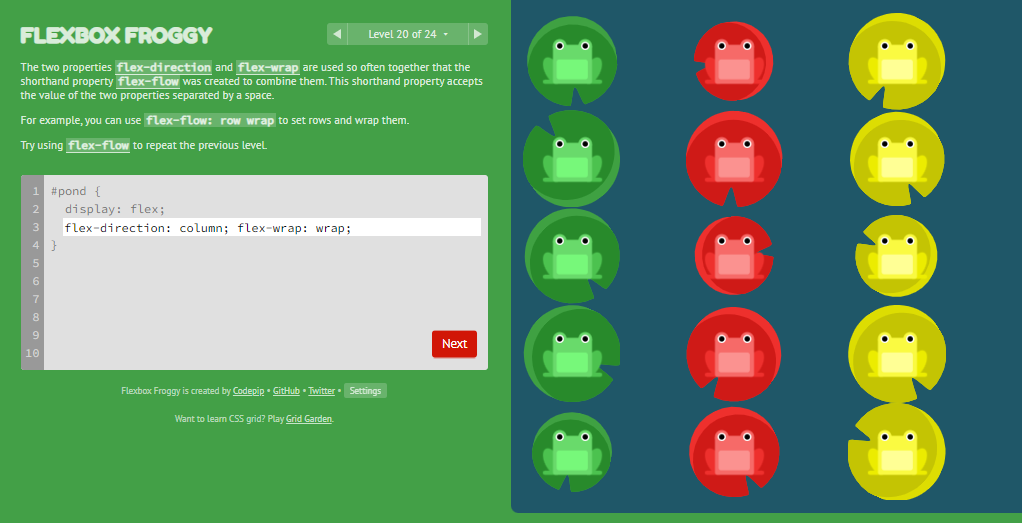 FLEXBOX FROGGY
◀ Level 20 of 24 ▾ ▶
The two properties flex-direction and flex-wrap are used so often together that the
shorthand property flex-flow was created to combine them. This shorthand property accepts
the value of the two properties separated by a space.
For example, you can use flex-flow: row wrap to set rows and wrap them.
Try using flex-flow to repeat the previous level.
1 #pond {
2 display: flex;
3 flex-direction: column; flex-wrap: wrap;
4 }
5
6
7
8
9
10
Next
Flexbox Froggy is created by Codepip • GitHub • Twitter • Settings
Want to learn CSS grid? Play Grid Garden.